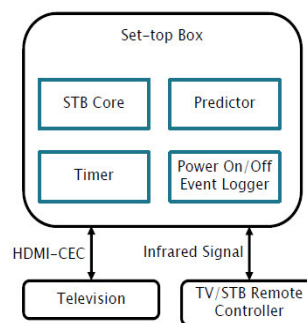 Set-top Box
STB Core
Predictor
Timer
Power On/Off
Event Logger
HDMI-CEC
Infrared Signal
Television
TV/STB Remote
Controller